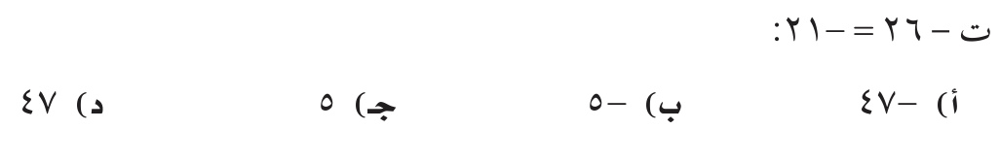 ت – ٢٦ = –٢١:
أ) –٤٧ ب) –٥ جـ) ٥ د) ٤٧